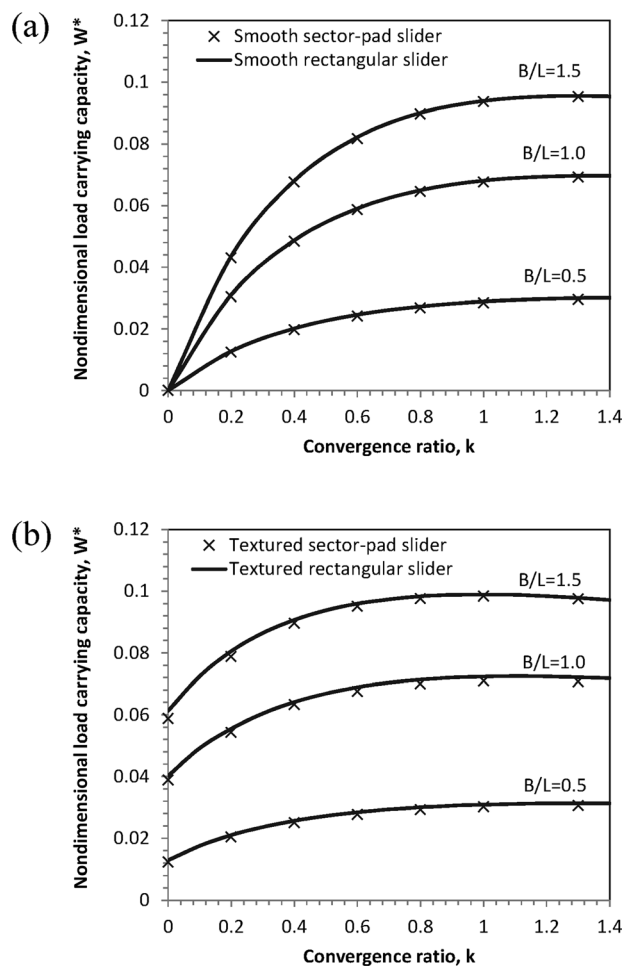 (a)
Nondimensional load carrying capacity, W*
0.12
0.1
0.08
0.06
0.04
0.02
0
Smooth sector-pad slider
Smooth rectangular slider
B/L=1.5
B/L=1.0
B/L=0.5
0 0.2 0.4 0.6 0.8 1 1.2 1.4
Convergence ratio, k
(b)
Nondimensional load carrying capacity, W*
0.12
0.1
0.08
0.06
0.04
0.02
0
Textured sector-pad slider
Textured rectangular slider
B/L=1.5
B/L=1.0
B/L=0.5
0 0.2 0.4 0.6 0.8 1 1.2 1.4
Convergence ratio, k